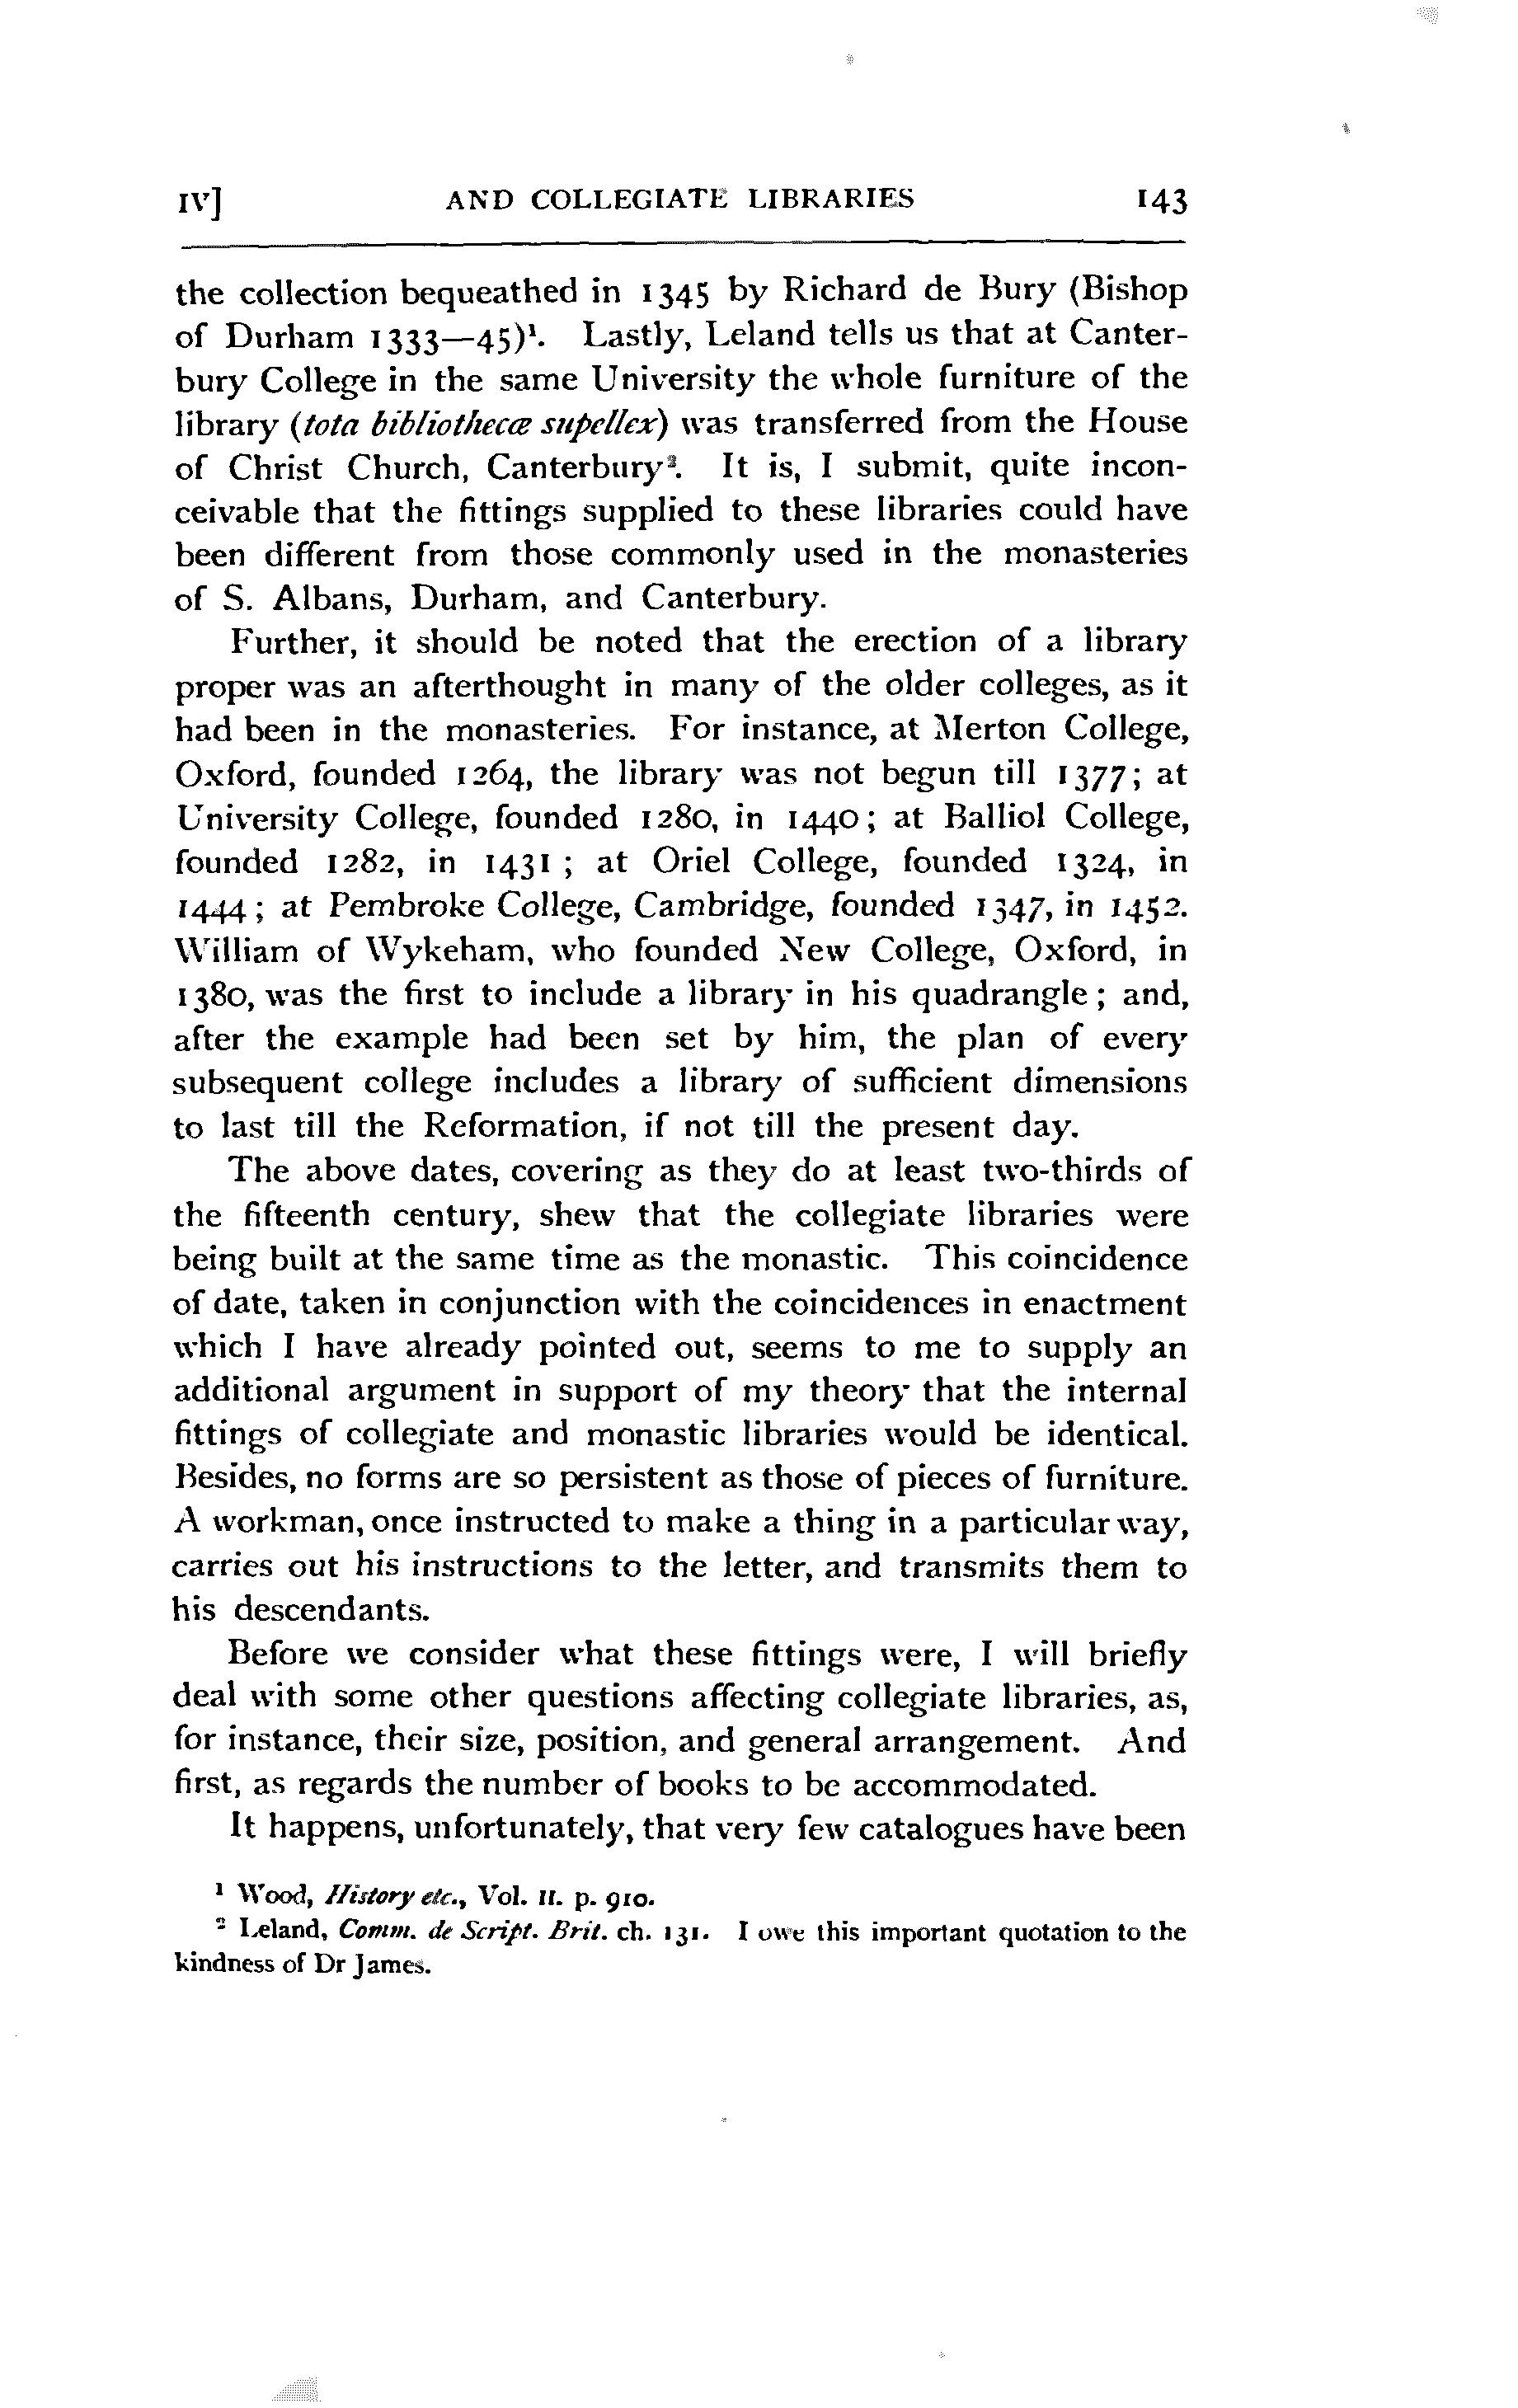 IV] AND COLLEGIATE LIBRARIES 143
the collection bequeathed in 1345 by Richard de Bury (Bishop
of Durham 1333—45)¹. Lastly, Leland tells us that at Canter-
bury College in the same University the whole furniture of the
library (tota bibliothecæ supellex) was transferred from the House
of Christ Church, Canterbury². It is, I submit, quite incon-
ceivable that the fittings supplied to these libraries could have
been different from those commonly used in the monasteries
of S. Albans, Durham, and Canterbury.
Further, it should be noted that the erection of a library
proper was an afterthought in many of the older colleges, as it
had been in the monasteries. For instance, at Merton College,
Oxford, founded 1264, the library was not begun till 1377; at
University College, founded 1280, in 1440; at Balliol College,
founded 1282, in 1431; at Oriel College, founded 1324, in
1444; at Pembroke College, Cambridge, founded 1347, in 1452.
William of Wykeham, who founded New College, Oxford, in
1380, was the first to include a library in his quadrangle; and,
after the example had been set by him, the plan of every
subsequent college includes a library of sufficient dimensions
to last till the Reformation, if not till the present day.
The above dates, covering as they do at least two-thirds of
the fifteenth century, shew that the collegiate libraries were
being built at the same time as the monastic. This coincidence
of date, taken in conjunction with the coincidences in enactment
which I have already pointed out, seems to me to supply an
additional argument in support of my theory that the internal
fittings of collegiate and monastic libraries would be identical.
Besides, no forms are so persistent as those of pieces of furniture.
A workman, once instructed to make a thing in a particular way,
carries out his instructions to the letter, and transmits them to
his descendants.
Before we consider what these fittings were, I will briefly
deal with some other questions affecting collegiate libraries, as,
for instance, their size, position, and general arrangement. And
first, as regards the number of books to be accommodated.
It happens, unfortunately, that very few catalogues have been
¹ Wood, History etc., Vol. II. p. 910.
² Leland, Comm. de Script. Brit. ch. 131. I owe this important quotation to the
kindness of Dr James.